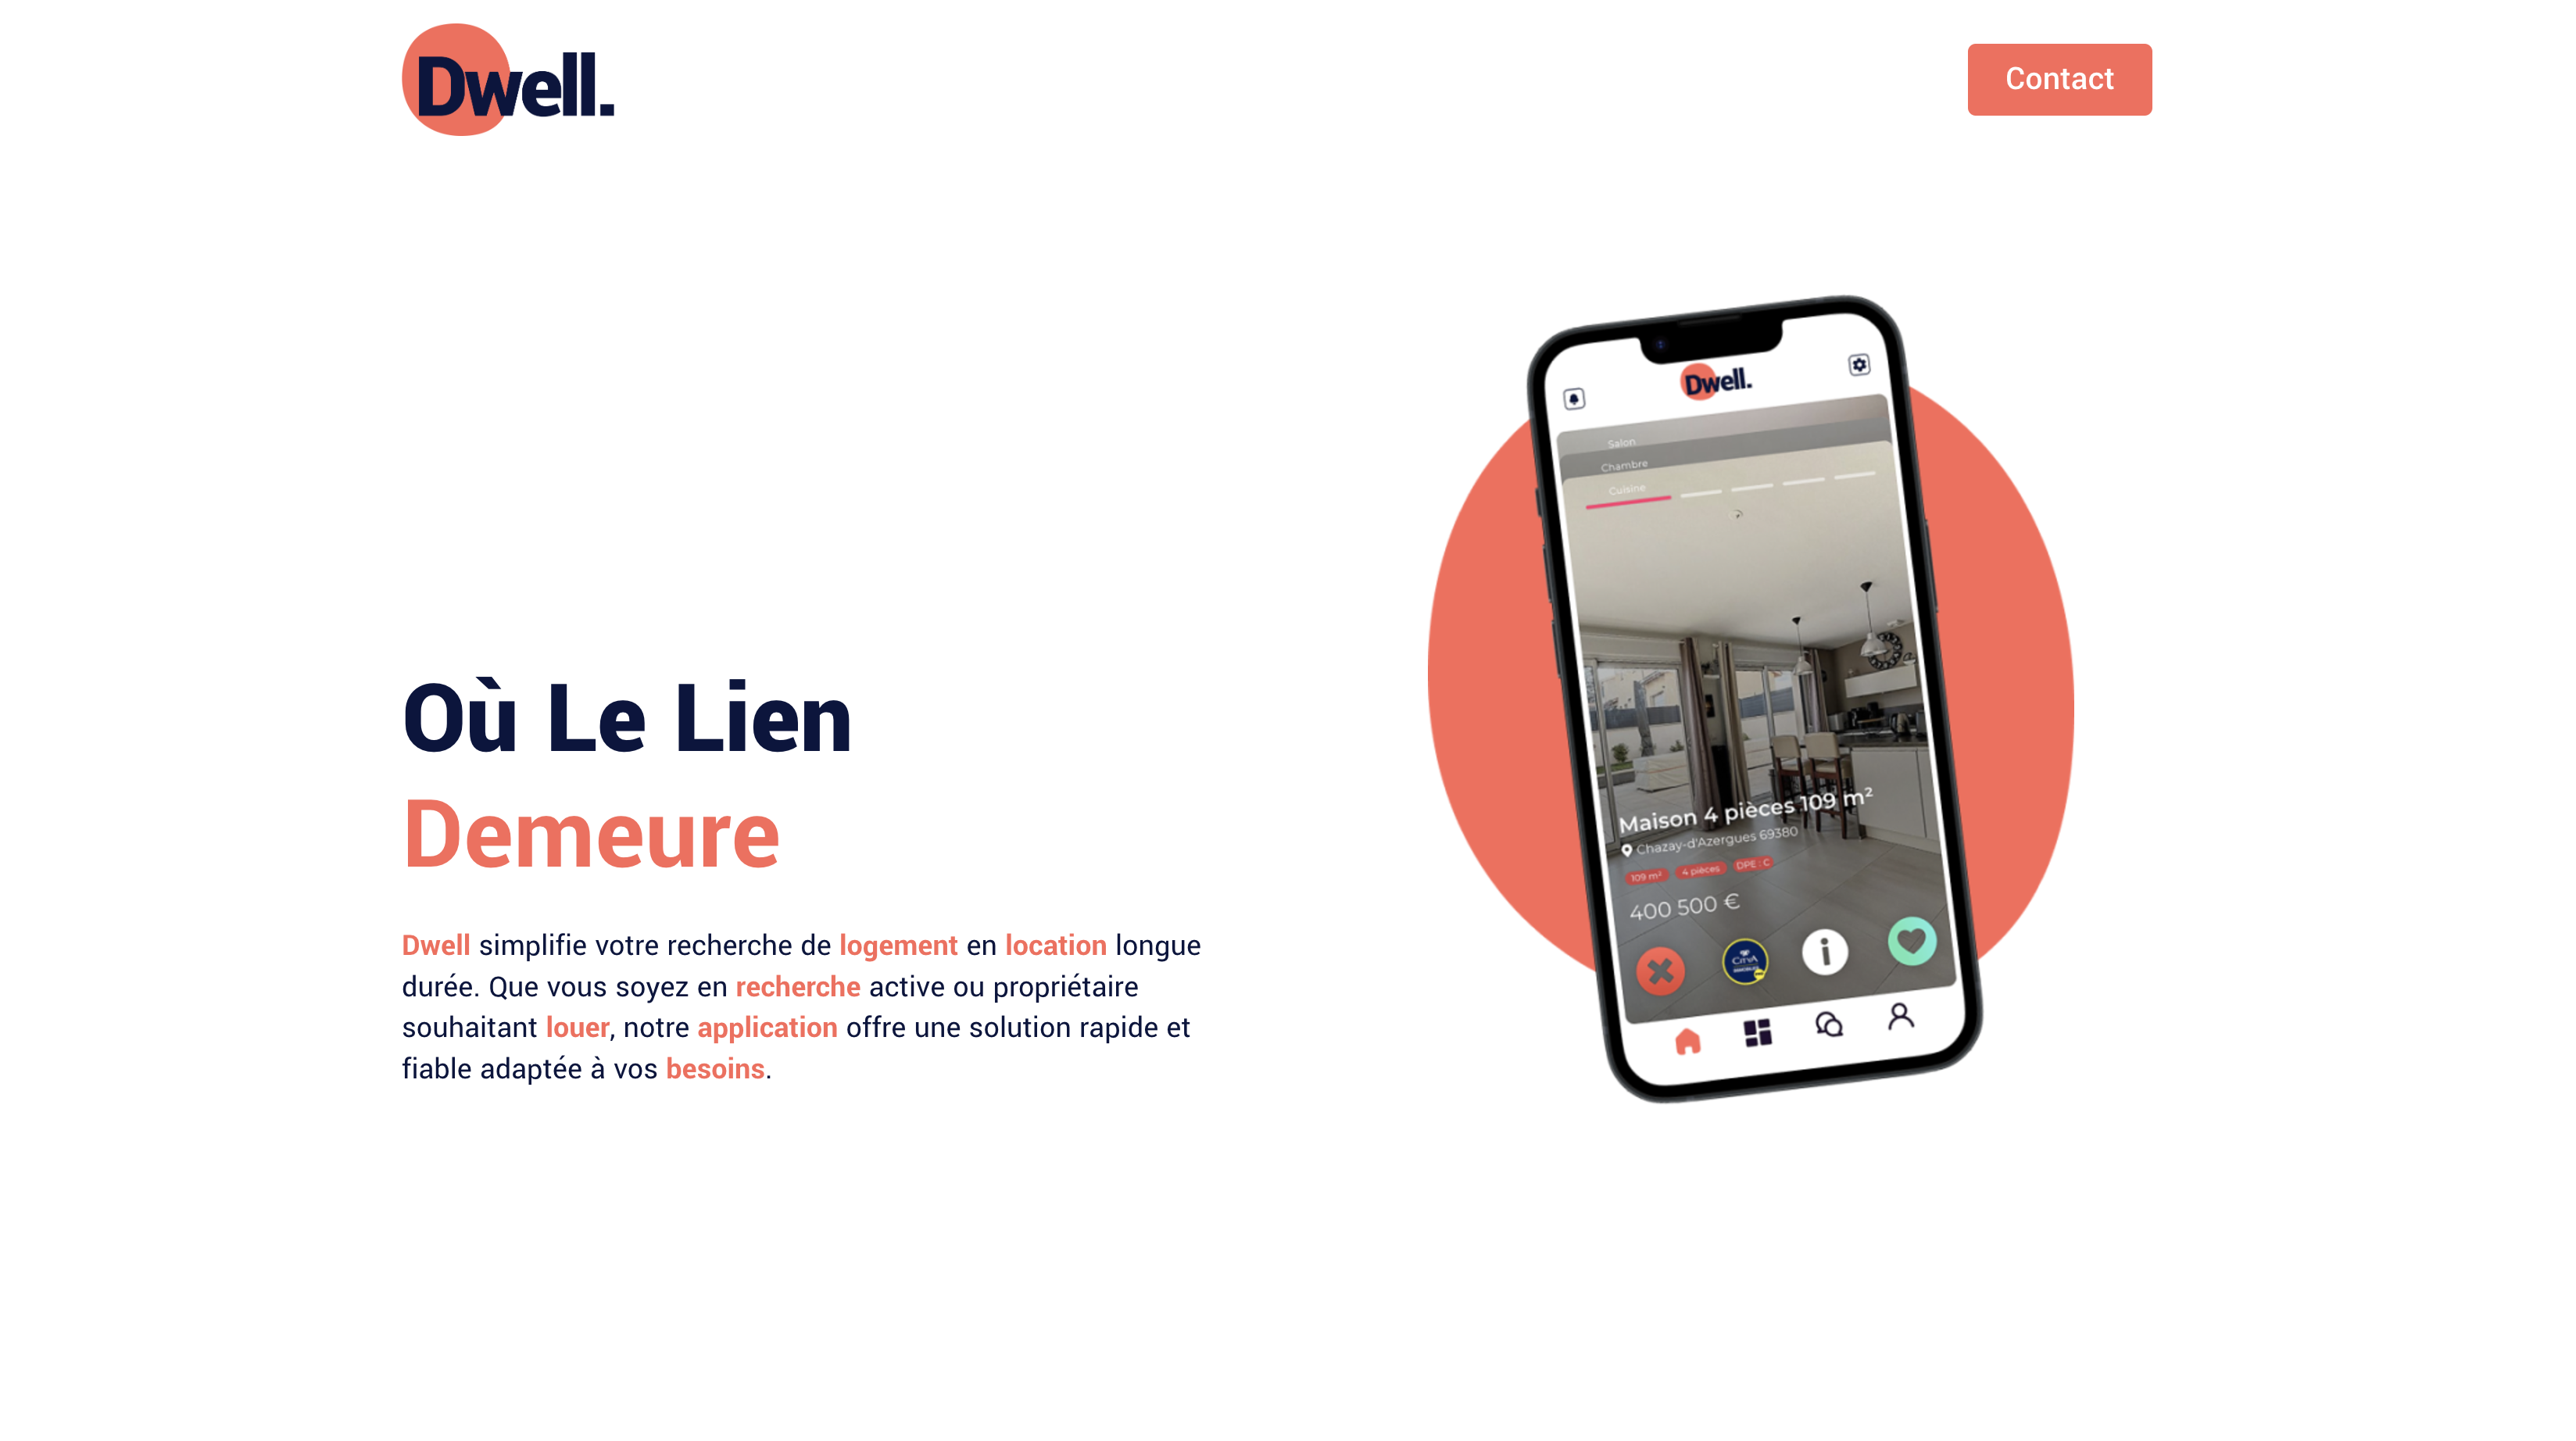 Dwell.
Contact
Où Le Lien
Demeure
Dwell simplifie votre recherche de logement en location longue
durée. Que vous soyez en recherche active ou propriétaire
souhaitant louer, notre application offre une solution rapide et
fiable adaptée à vos besoins.
Dwell.
Salon
Chambre
Cuisine
Maison 4 pièces 109 m²
Chazay-d'Azergues 69380
109 m² 4 pièces DPE : C
400 500 €